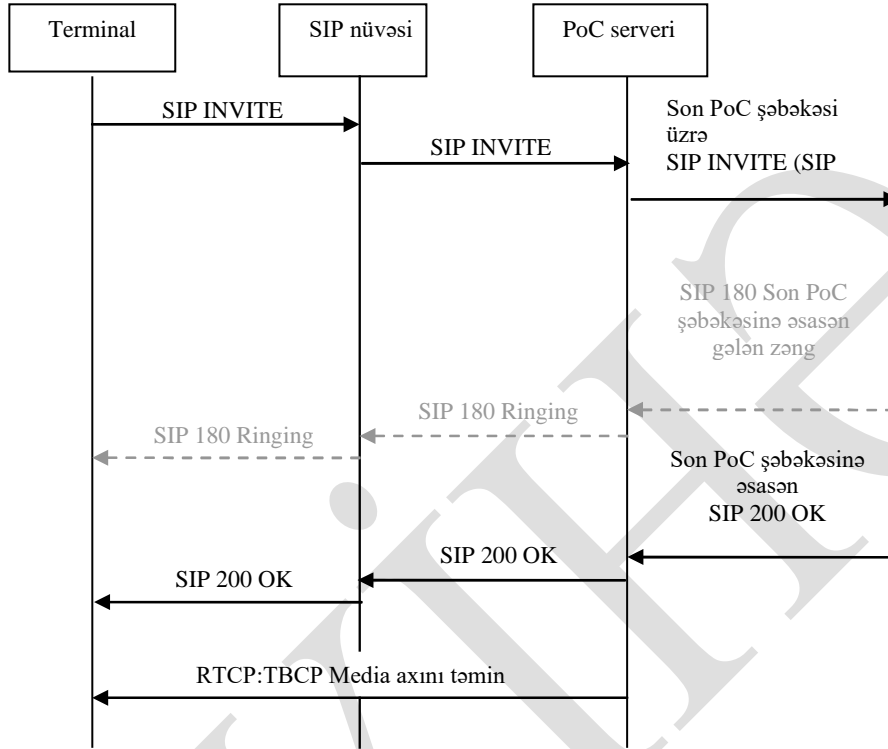 Terminal
SIP nüvəsi
PoC serveri
SIP INVITE
SIP INVITE
Son PoC şəbəkəsi
üzrə
SIP INVITE (SIP
SIP 180 Son PoC
şəbəkəsinə əsasən
gələn zəng
SIP 180 Ringing
SIP 180 Ringing
Son PoC şəbəkəsinə
əsasən
SIP 200 OK
SIP 200 OK
SIP 200 OK
RTCP:TBCP Media axını təmin